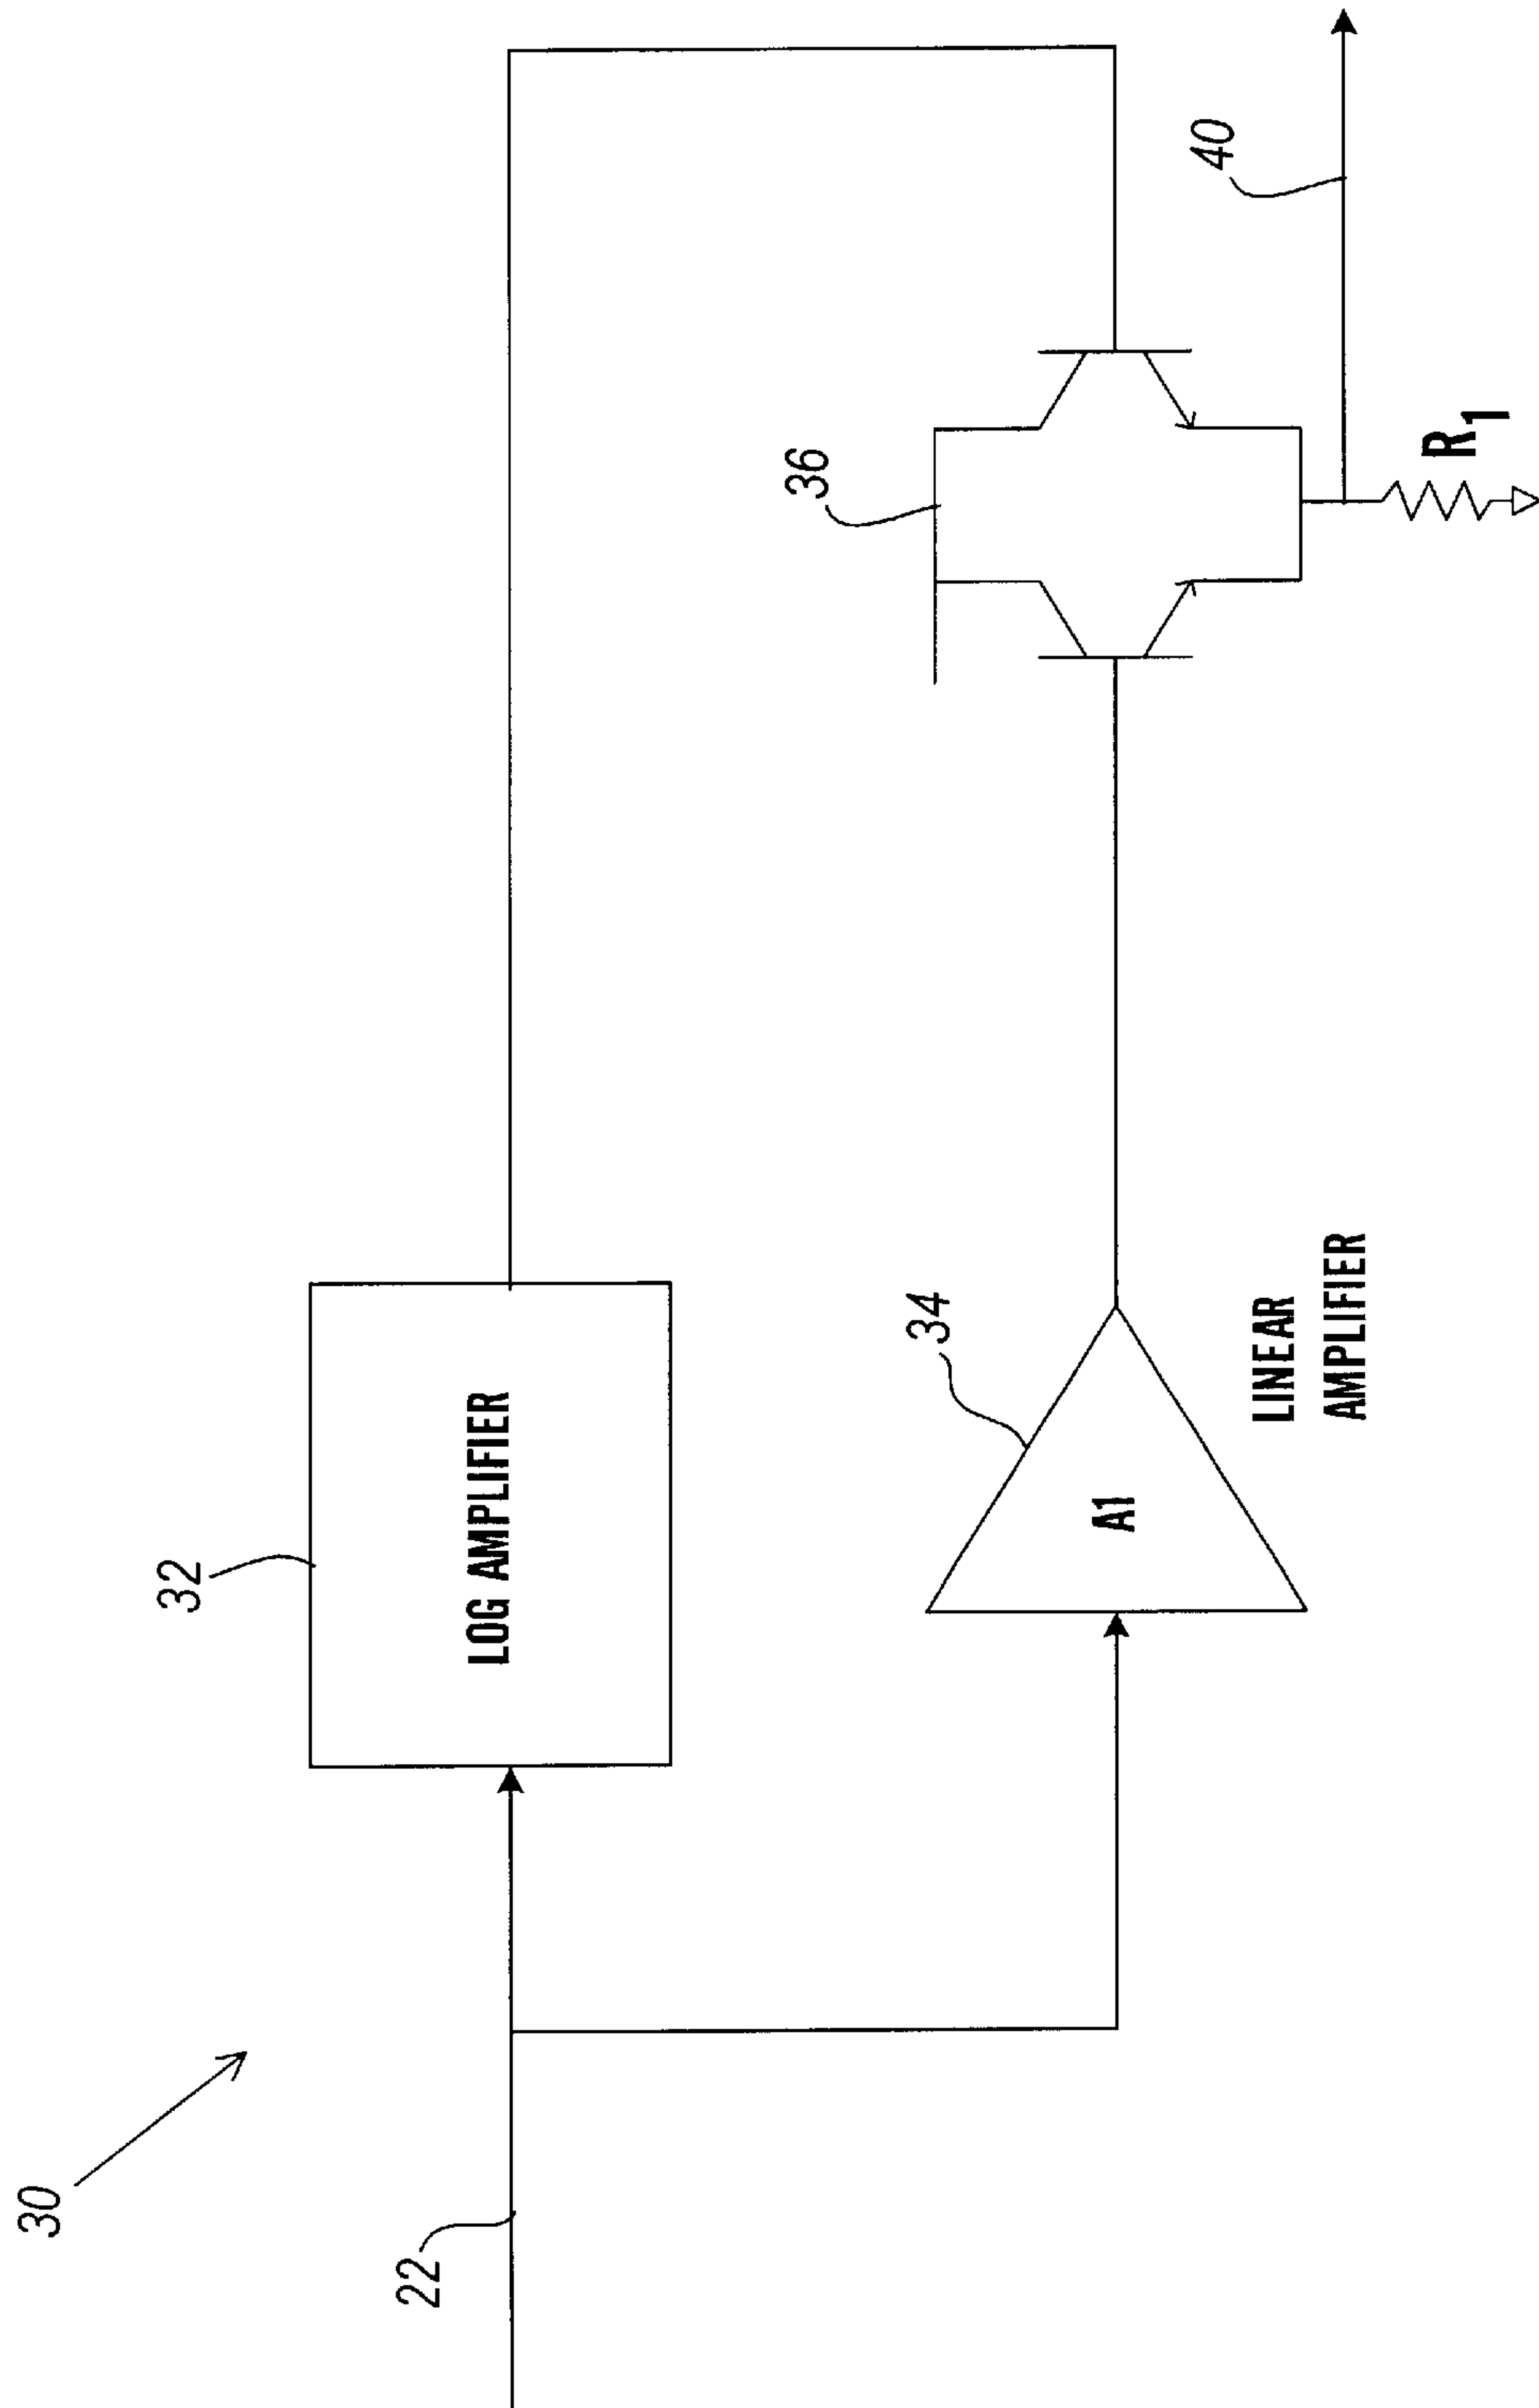 30
22
32
LOG AMPLIFIER
34
A1
LINEAR
AMPLIFIER
36
40
R1